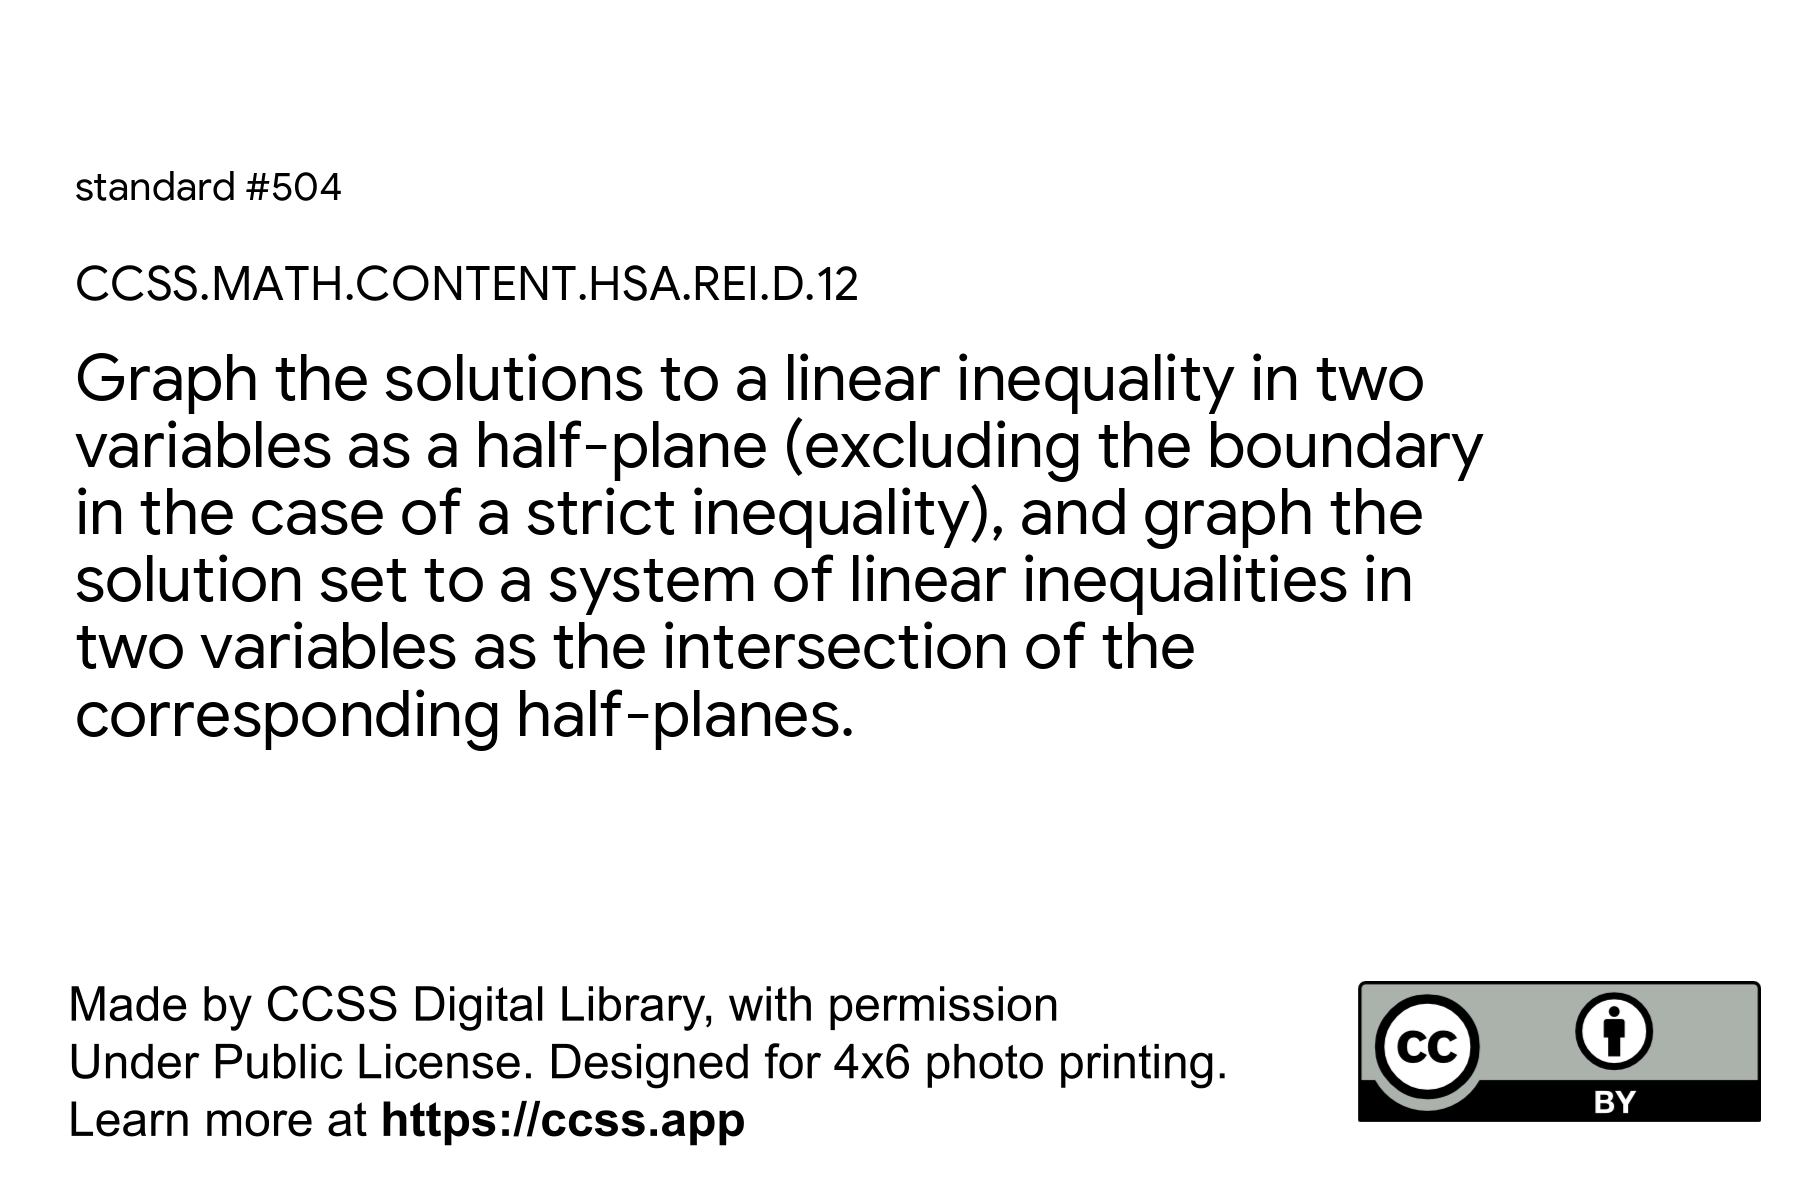 standard #504
CCSS.MATH.CONTENT.HSA.REI.D.12
Graph the solutions to a linear inequality in two
variables as a half-plane (excluding the boundary
in the case of a strict inequality), and graph the
solution set to a system of linear inequalities in
two variables as the intersection of the
corresponding half-planes.
Made by CCSS Digital Library, with permission
Under Public License. Designed for 4x6 photo printing.
Learn more at https://ccss.app
CC
BY